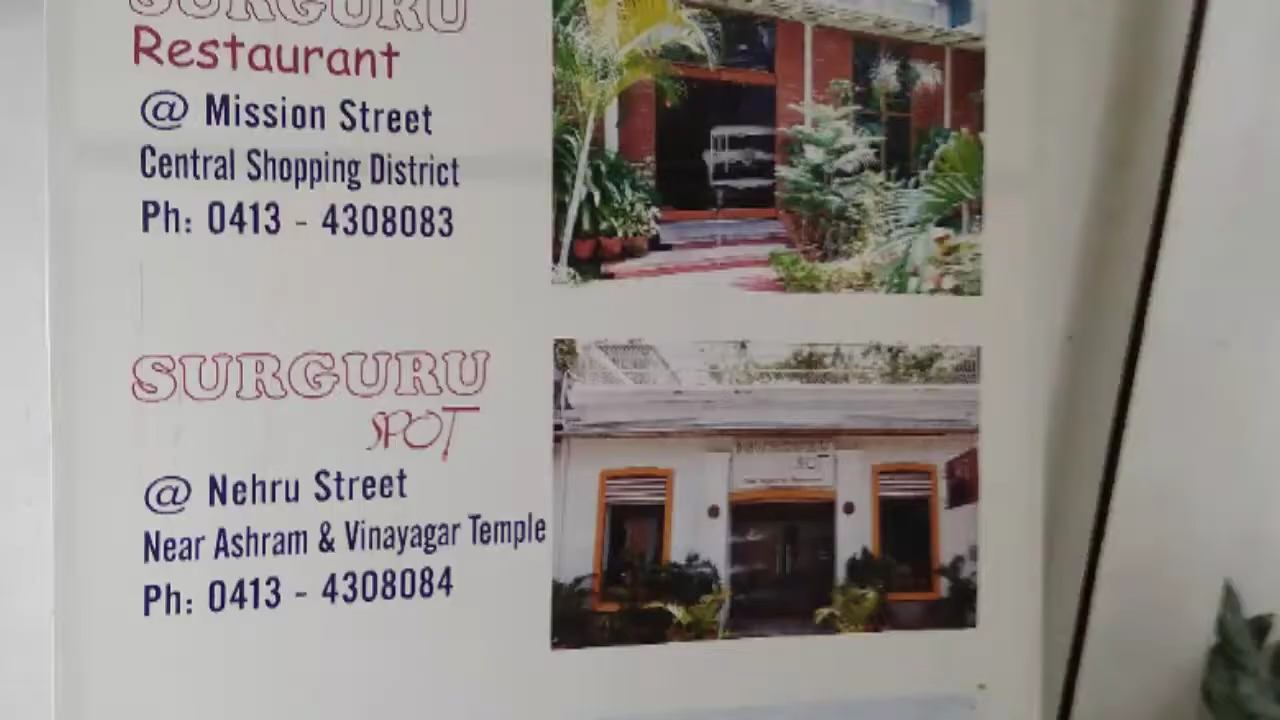 SURGURU
Restaurant
@ Mission Street
Central Shopping District
Ph: 0413 - 4308083
SURGURU
SPOT
@ Nehru Street
Near Ashram & Vinayagar Temple
Ph: 0413 - 4308084